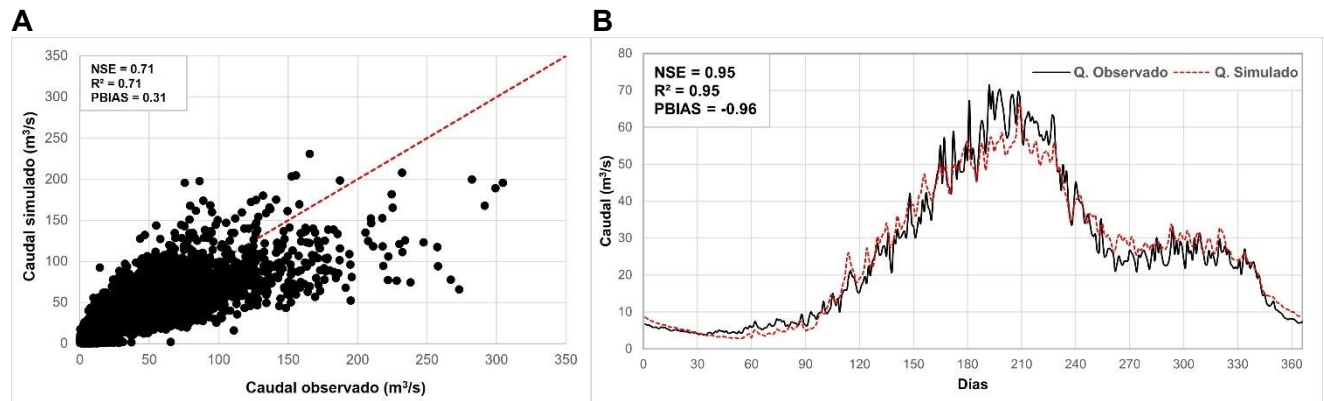 A
NSE = 0.71
R² = 0.71
PBIAS = 0.31
Caudal simulado (m³/s)
350
300
250
200
150
100
50
0
0 50 100 150 200 250 300 350
Caudal observado (m³/s)
B
NSE = 0.95
R² = 0.95
PBIAS = -0.96
Q. Observado Q. Simulado
Caudal (m³/s)
80
70
60
50
40
30
20
10
0
0 30 60 90 120 150 180 210 240 270 300 330 360
Días